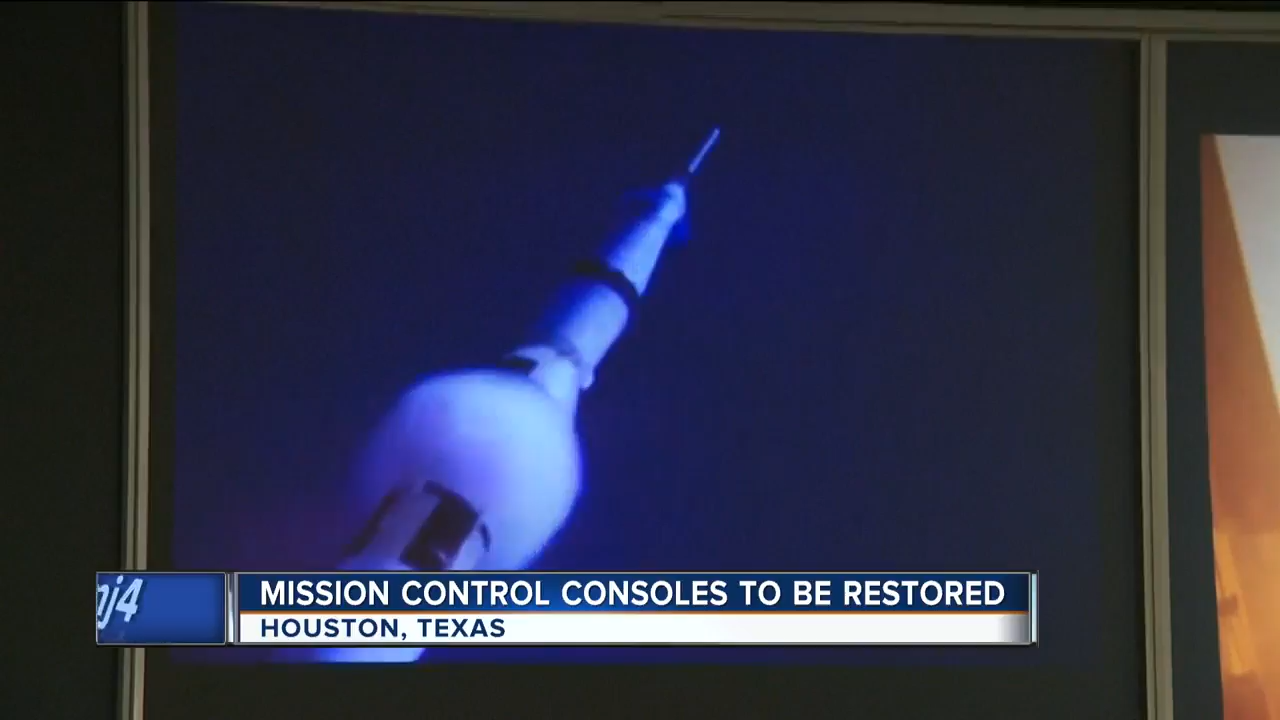 MISSION CONTROL CONSOLES TO BE RESTORED
HOUSTON, TEXAS